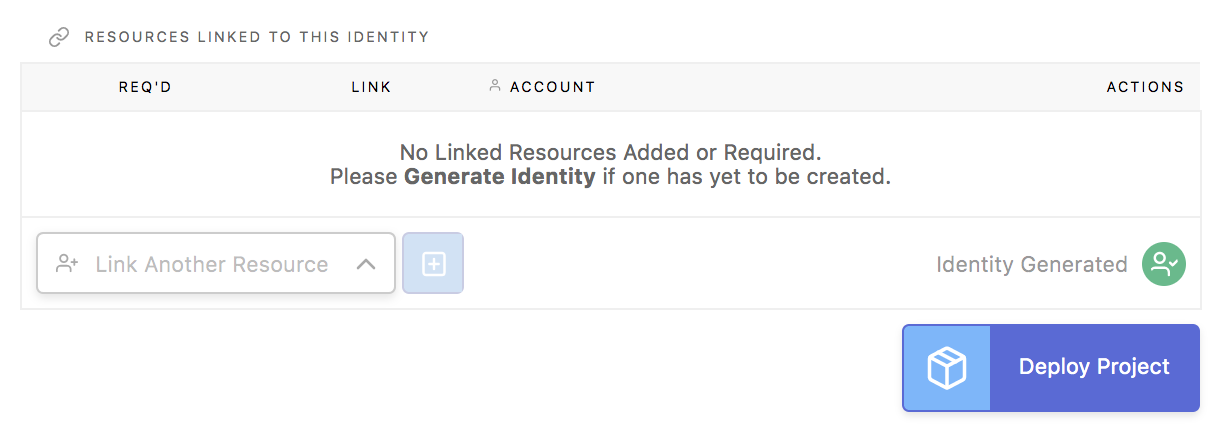 RESOURCES LINKED TO THIS IDENTITY
REQ'D LINK ACCOUNT ACTIONS
No Linked Resources Added or Required.
Please Generate Identity if one has yet to be created.
Link Another Resource Identity Generated
Deploy Project